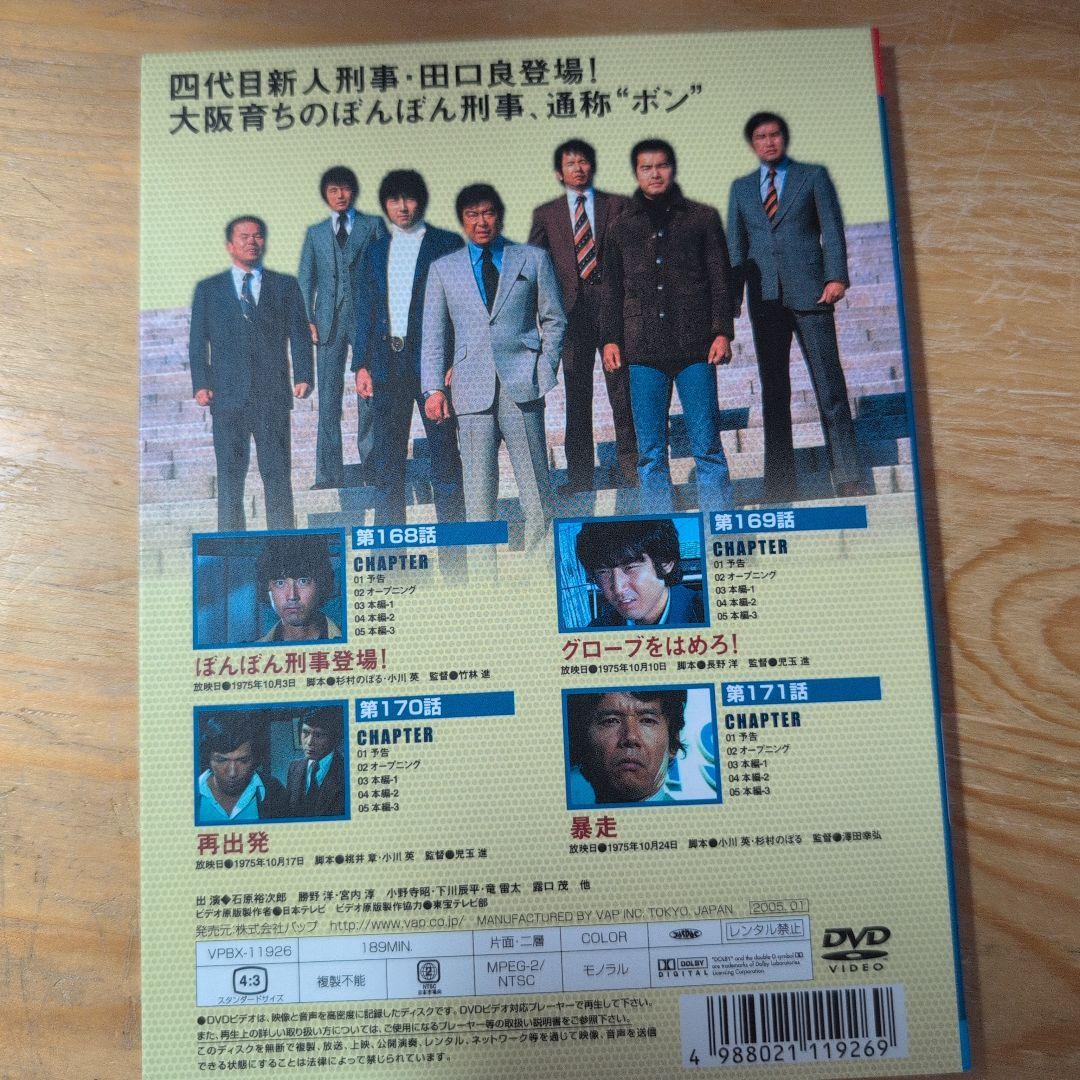 四代目新人刑事・田口良登場！
大阪育ちのぼんぼん刑事、通称“ボン”
第168話
CHAPTER
01 予告
02 オープニング
03 本編-1
04 本編-2
05 本編-3
ぼんぼん刑事登場！
放映日●1975年10月3日 脚本●杉村のぼる・小川 英 監督●竹林 進
第169話
CHAPTER
01 予告
02 オープニング
03 本編-1
04 本編-2
05 本編-3
グローブをはめろ！
放映日●1975年10月10日 脚本●長野 洋 監督●児玉 進
第170話
CHAPTER
01 予告
02 オープニング
03 本編-1
04 本編-2
05 本編-3
再出発
放映日●1975年10月17日 脚本●桃井 章・小川 英 監督●児玉 進
第171話
CHAPTER
01 予告
02 オープニング
03 本編-1
04 本編-2
05 本編-3
暴走
放映日●1975年10月24日 脚本●小川 英・杉村のぼる 監督●澤田幸弘
出 演◆石原裕次郎 勝野 洋・宮内 淳 小野寺昭・下川辰平・竜 雷太 露口 茂 他
ビデオ原版製作者●日本テレビ ビデオ原版製作協力●東宝テレビ部
発売元:株式会社バップ http://www.vap.co.jp/ MANUFACTURED BY VAP INC. TOKYO, JAPAN 2005.01
VPBX-11926 189MIN. 片面・二層 COLOR レンタル禁止
4:3 スタンダードサイズ 複製不能 2 NTSC 日本市場向 MPEG-2/NTSC モノラル DOLBY DIGITAL
"DOLBY" and the double D symbol are trademarks of Dolby Laboratories Licensing Corporation.
DVD VIDEO
●DVDビデオは、映像と音声を高密度に記録したディスクです。DVDビデオ対応プレーヤーで再生して下さい。
また、再生上の詳しい取り扱い方については、ご使用になるプレーヤー等の取扱い説明書をご参照下さい。
このディスクを無断で複製、放送、上映、公開演奏、レンタル、ネットワーク等を通じて映像、音声を送信
できる状態にすることは法律によって禁じられています。
4 988021 119269